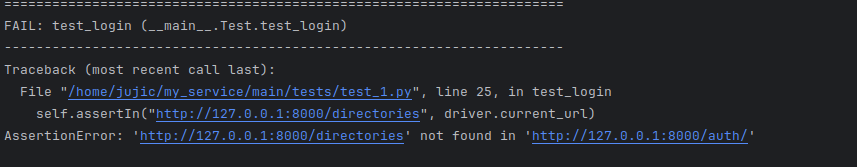 ======================================================================
FAIL: test_login (__main__.Test.test_login)
----------------------------------------------------------------------
Traceback (most recent call last):
  File "/home/jujic/my_service/main/tests/test_1.py", line 25, in test_login
    self.assertIn("http://127.0.0.1:8000/directories", driver.current_url)
AssertionError: 'http://127.0.0.1:8000/directories' not found in 'http://127.0.0.1:8000/auth/'